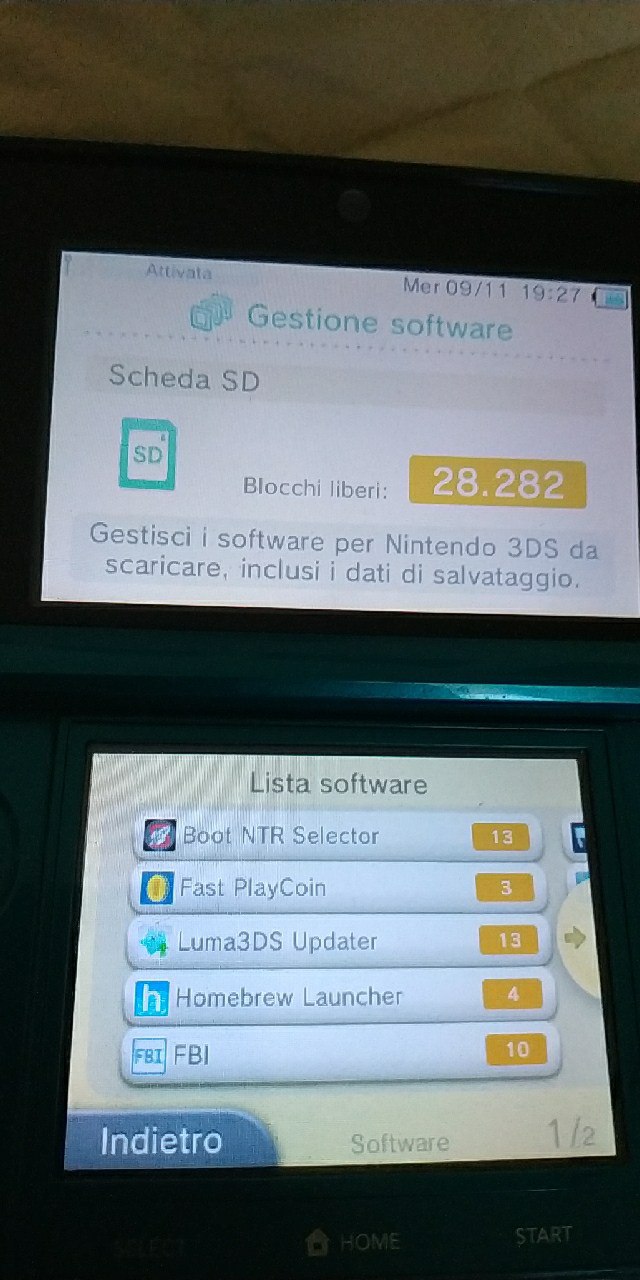 Attivata
Mer 09/11 19:27
Gestione software
Scheda SD
SD
Blocchi liberi: 28.282
Gestisci i software per Nintendo 3DS da
scaricare, inclusi i dati di salvataggio.
Lista software
Boot NTR Selector 13
Fast PlayCoin 3
Luma3DS Updater 13
h Homebrew Launcher 4
FBI FBI 10
Indietro Software 1/2
SELECT HOME START